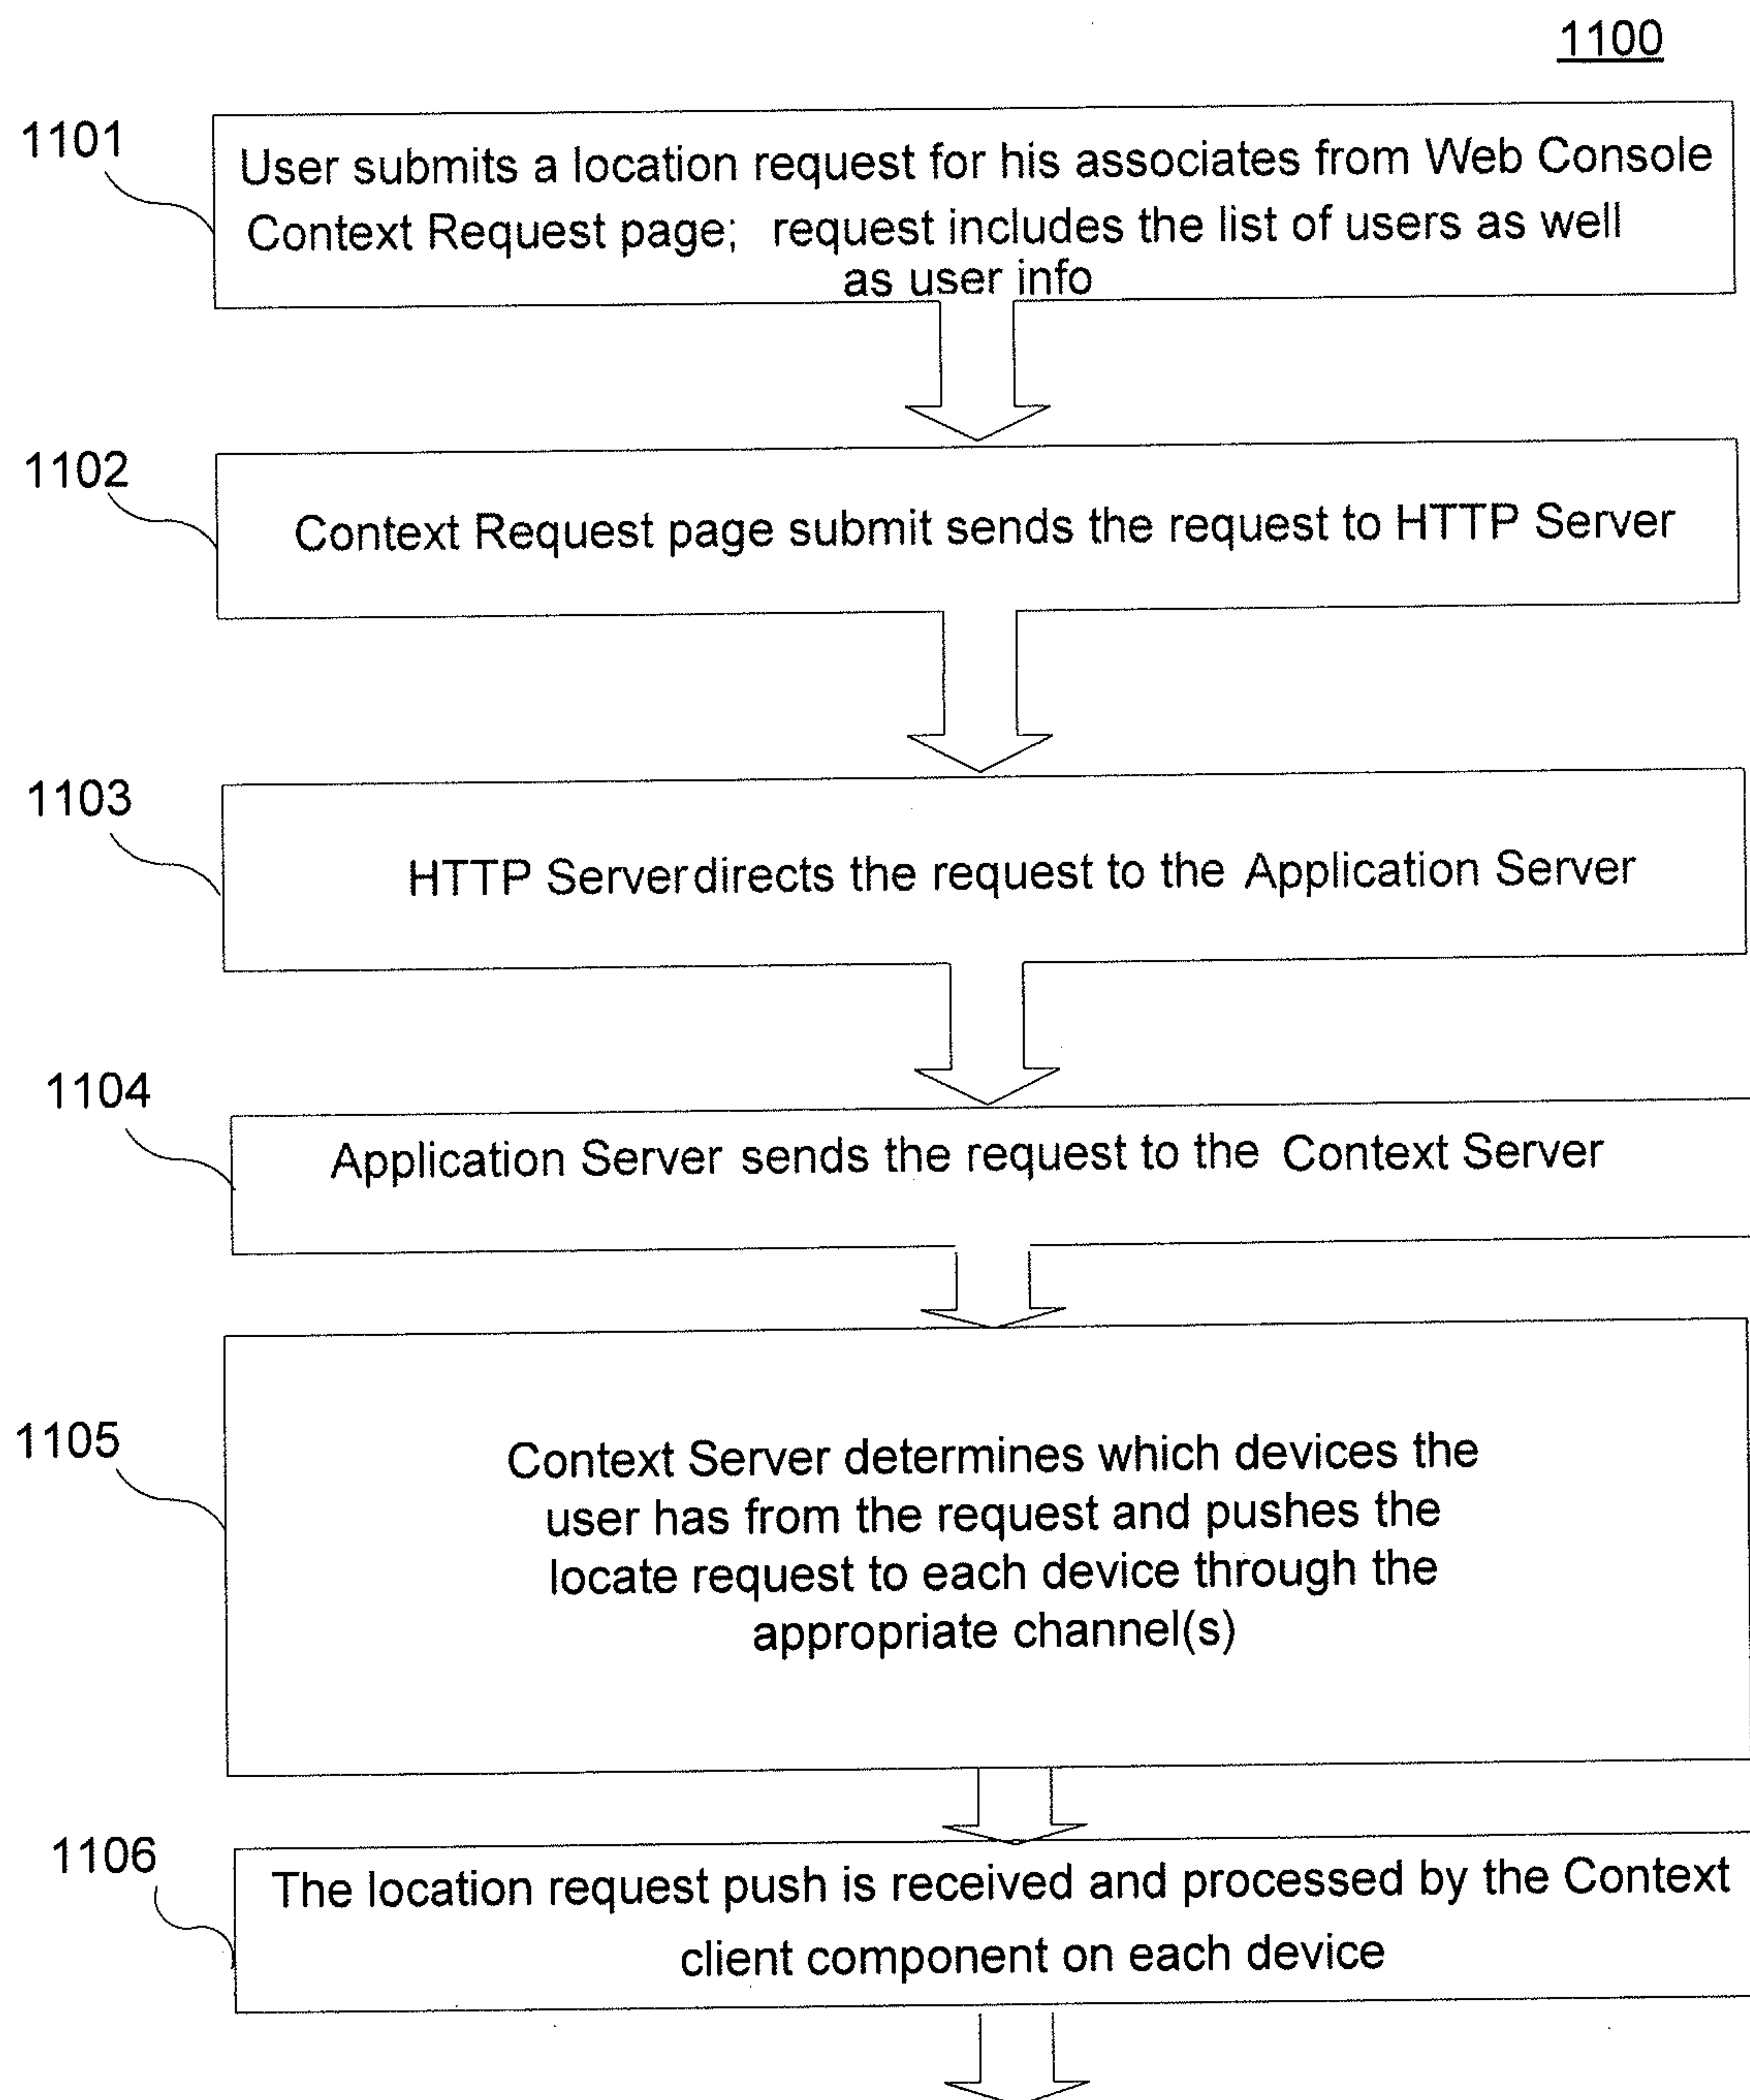 1100
1101
User submits a location request for his associates from Web Console
Context Request page; request includes the list of users as well
as user info
1102
Context Request page submit sends the request to HTTP Server
1103
HTTP Serverdirects the request to the Application Server
1104
Application Server sends the request to the Context Server
1105
Context Server determines which devices the
user has from the request and pushes the
locate request to each device through the
appropriate channel(s)
1106
The location request push is received and processed by the Context
client component on each device